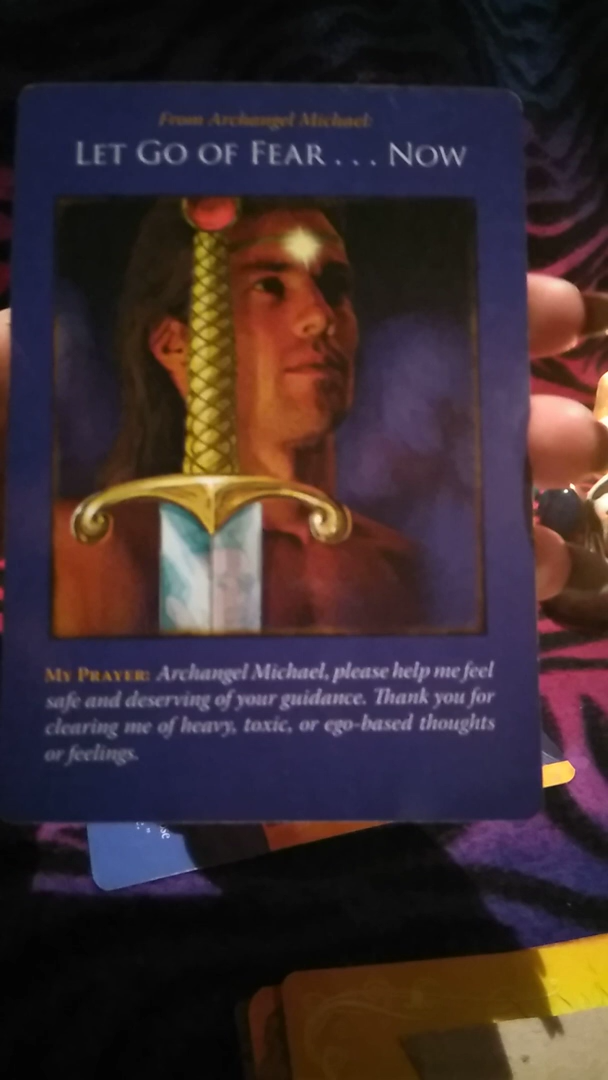 From Archangel Michael:
LET GO OF FEAR . . . NOW
MY PRAYER: Archangel Michael, please help me feel
safe and deserving of your guidance. Thank you for
clearing me of heavy, toxic, or ego-based thoughts
or feelings.